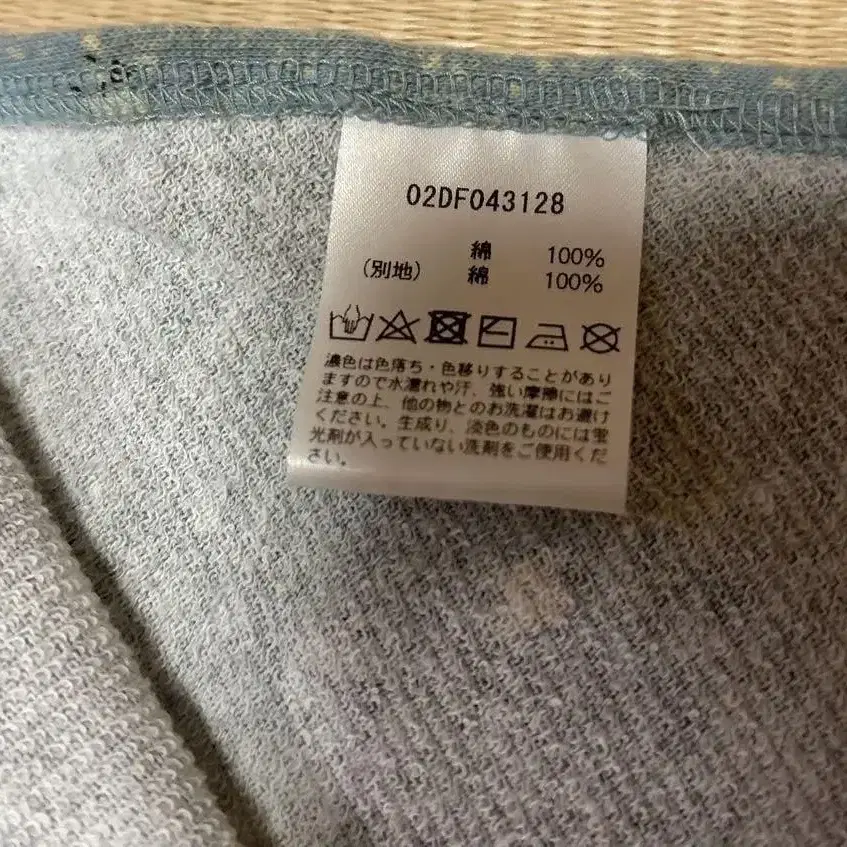 02DF043128
綿 100%
(別地) 綿 100%
濃色は色落ち・色移りすることがあり
ますので水濡れや汗、強い摩擦にはご
注意の上、他の物とのお洗濯はお避け
ください。生成り、淡色のものには蛍
光剤が入っていない洗剤をご使用くだ
さい。